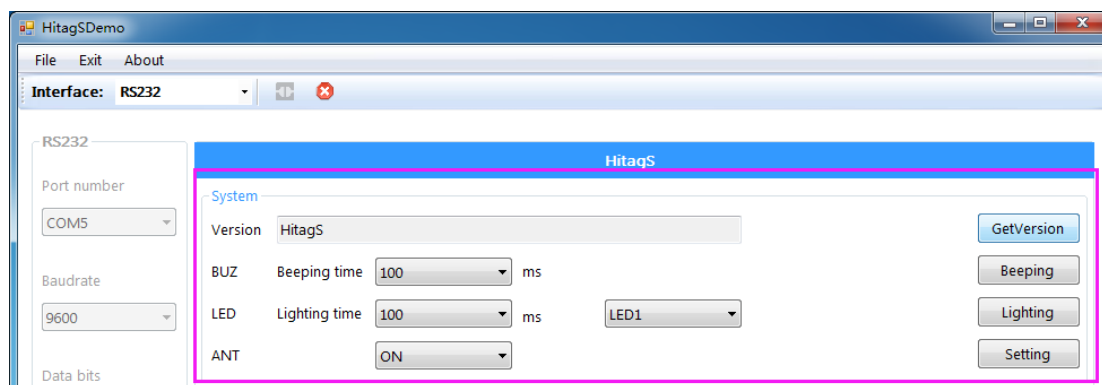 HitagSDemo
File Exit About
Interface: RS232
RS232
HitagS
Port number
System
COM5
Version HitagS GetVersion
BUZ Beeping time 100 ms Beeping
Baudrate
9600
LED Lighting time 100 ms LED1 Lighting
ANT ON Setting
Data bits